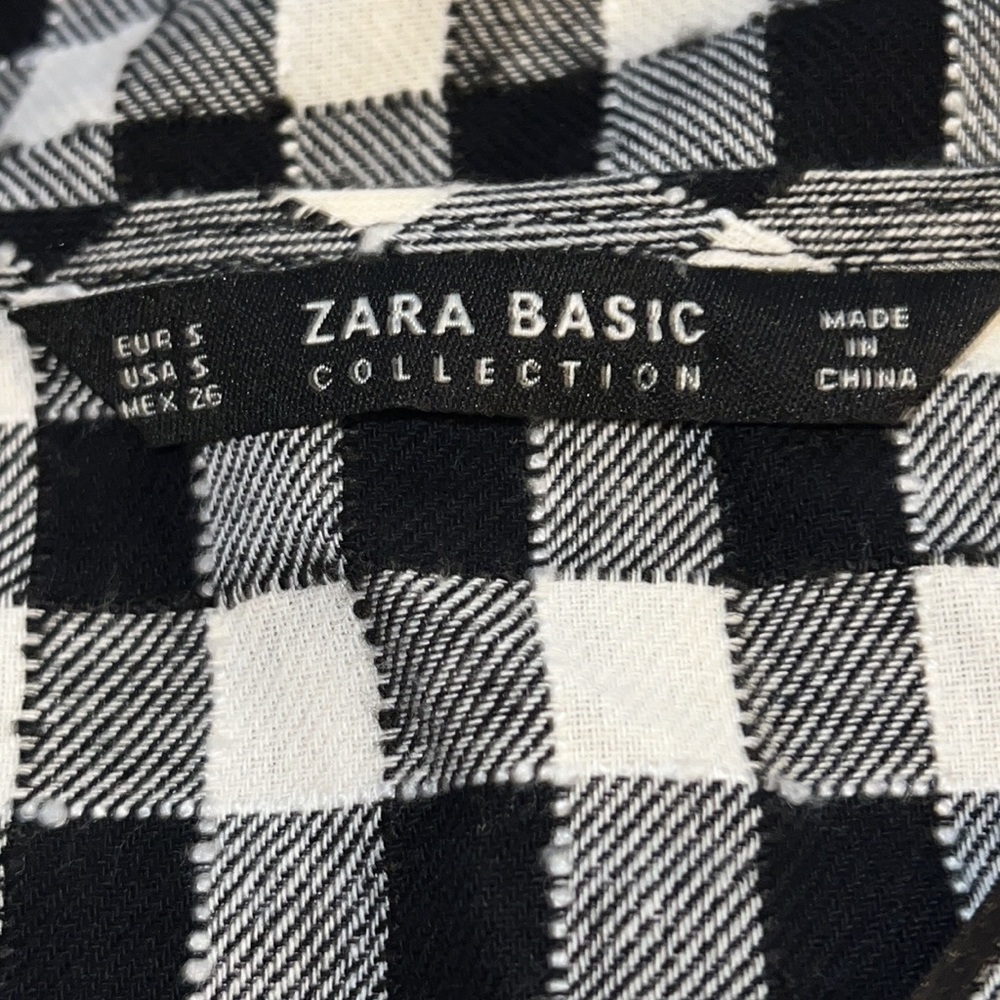 EUR S
USA S
MEX 26
ZARA BASIC
COLLECTION
MADE
IN
CHINA